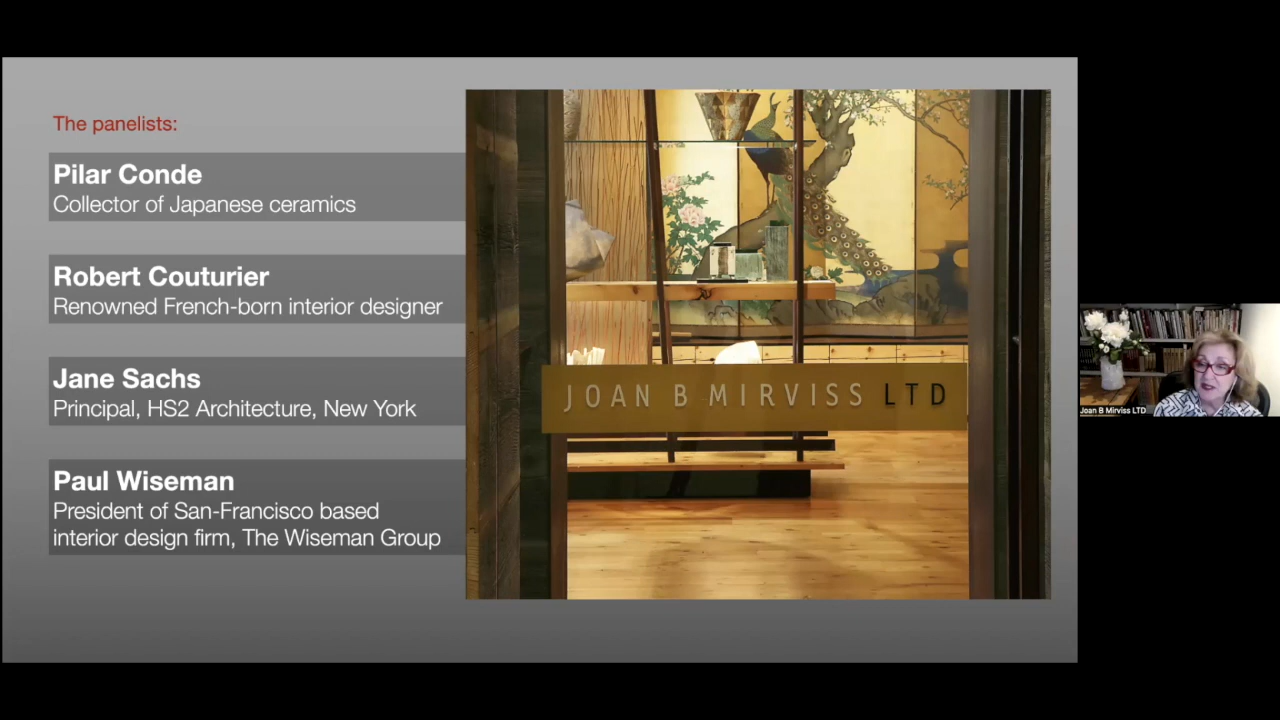 The panelists:
Pilar Conde
Collector of Japanese ceramics
Robert Couturier
Renowned French-born interior designer
Jane Sachs
Principal, HS2 Architecture, New York
Paul Wiseman
President of San-Francisco based
interior design firm, The Wiseman Group
JOAN B MIRVISS LTD
Joan B Mirviss LTD